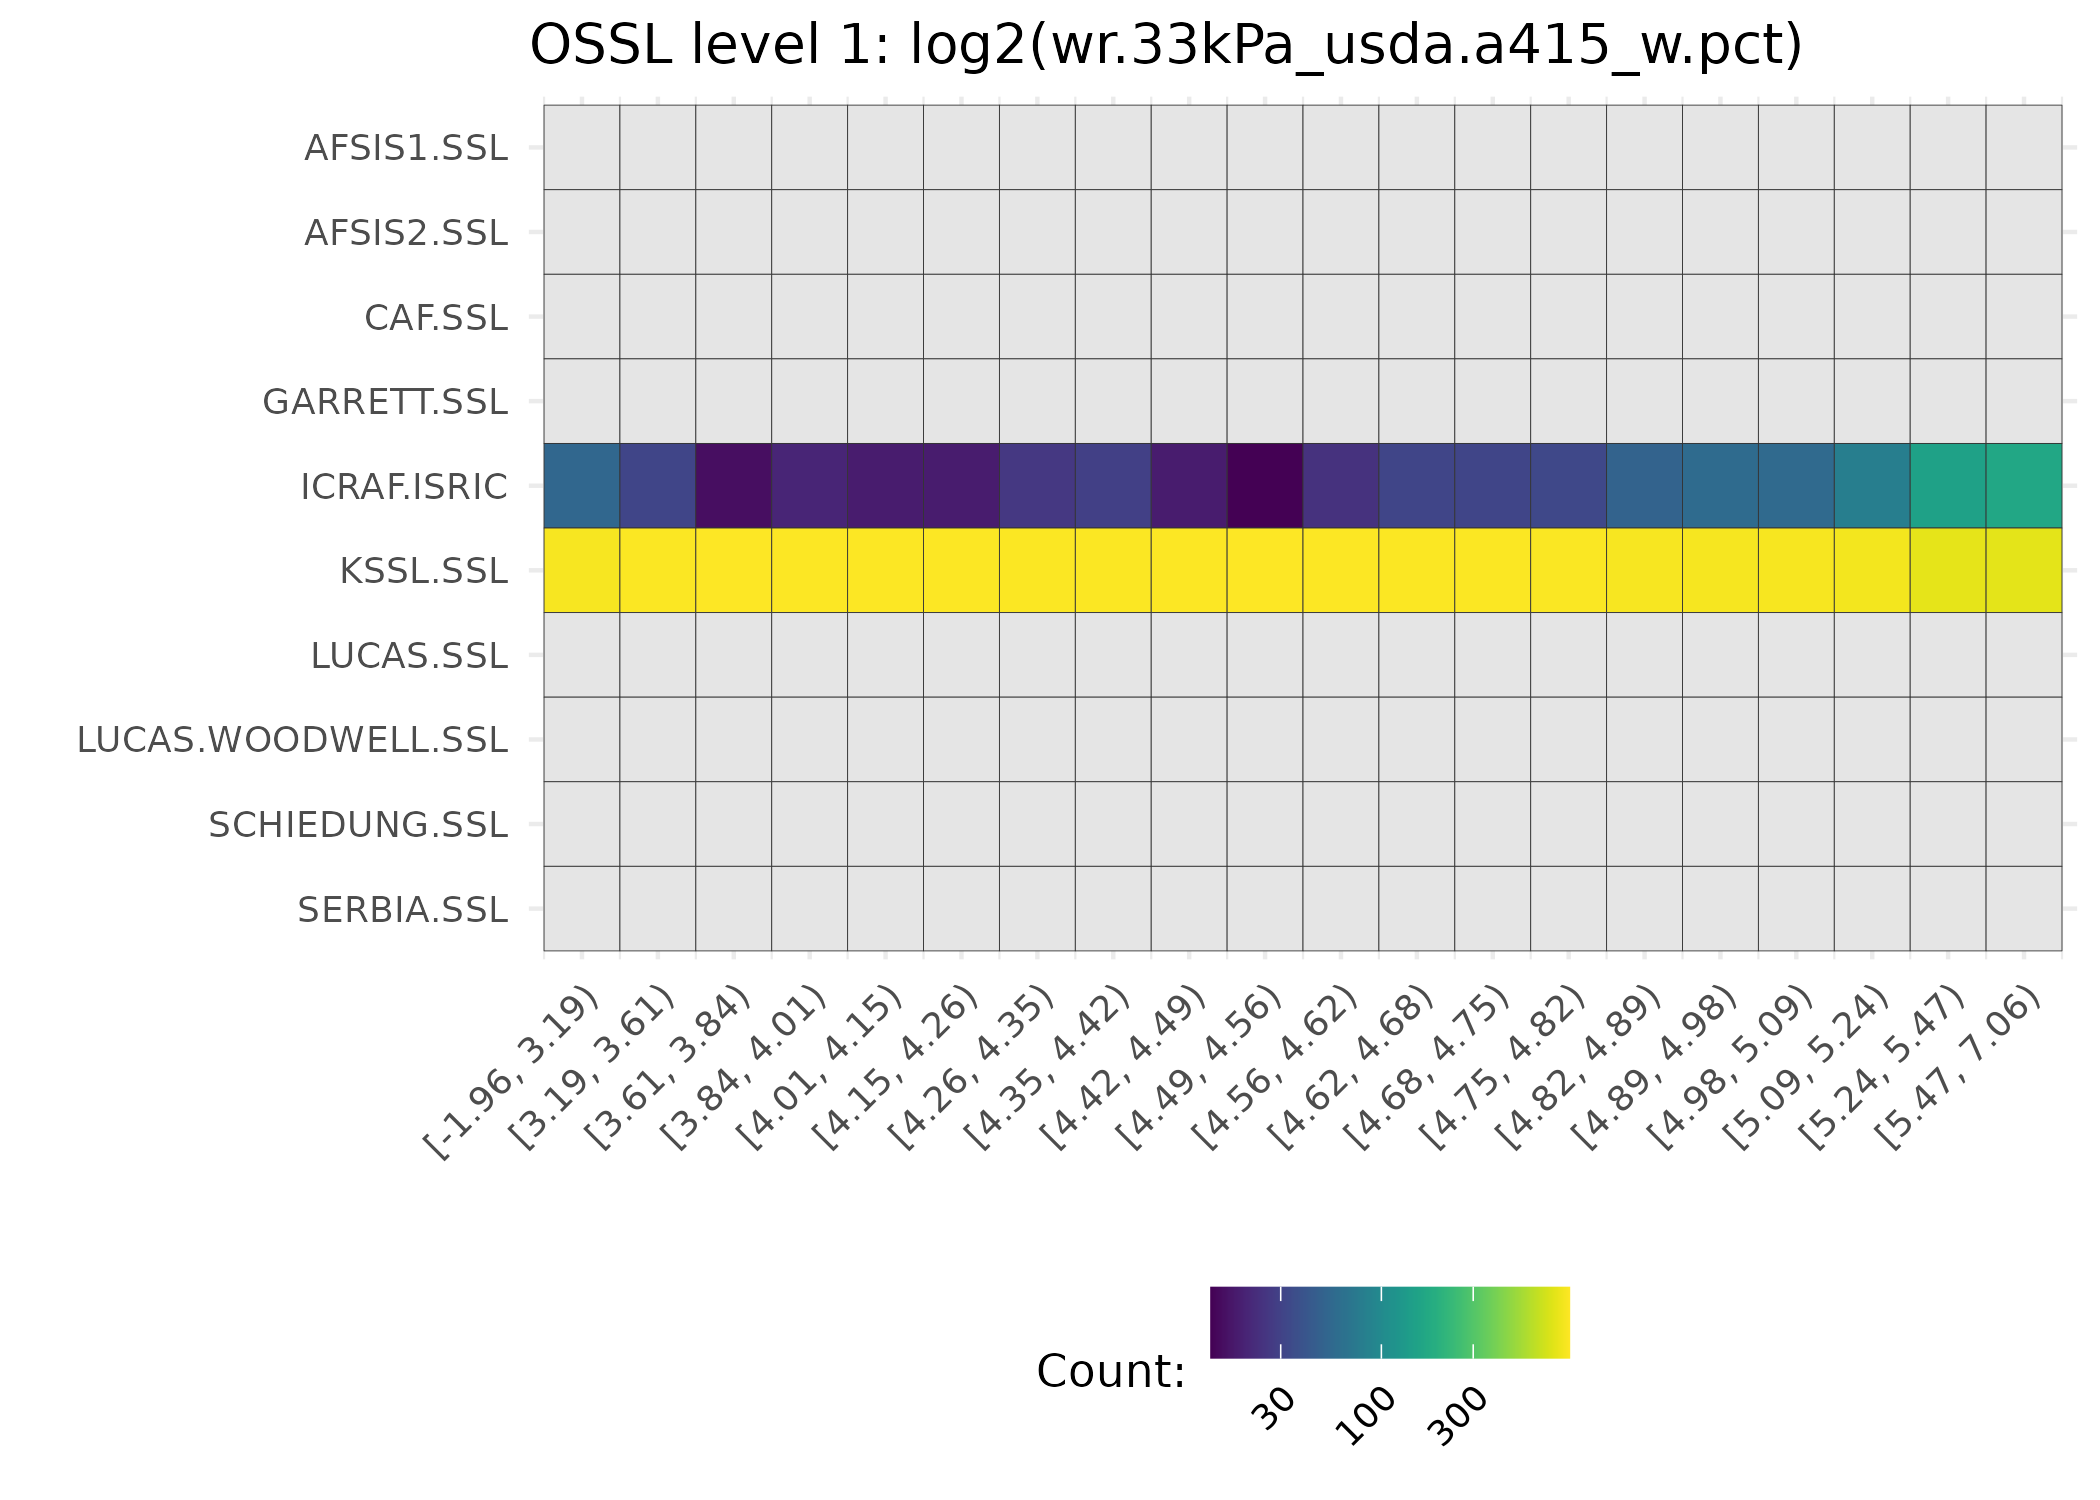 OSSL level 1: log2(wr.33kPa_usda.a415_w.pct)
AFSIS1.SSL
AFSIS2.SSL
CAF.SSL
GARRETT.SSL
ICRAF.ISRIC
KSSL.SSL
LUCAS.SSL
LUCAS.WOODWELL.SSL
SCHIEDUNG.SSL
SERBIA.SSL
[-1.96, 3.19)
[3.19, 3.61)
[3.61, 3.84)
[3.84, 4.01)
[4.01, 4.15)
[4.15, 4.26)
[4.26, 4.35)
[4.35, 4.42)
[4.42, 4.49)
[4.49, 4.56)
[4.56, 4.62)
[4.62, 4.68)
[4.68, 4.75)
[4.75, 4.82)
[4.82, 4.89)
[4.89, 4.98)
[4.98, 5.09)
[5.09, 5.24)
[5.24, 5.47)
[5.47, 7.06)
Count:
30
100
300